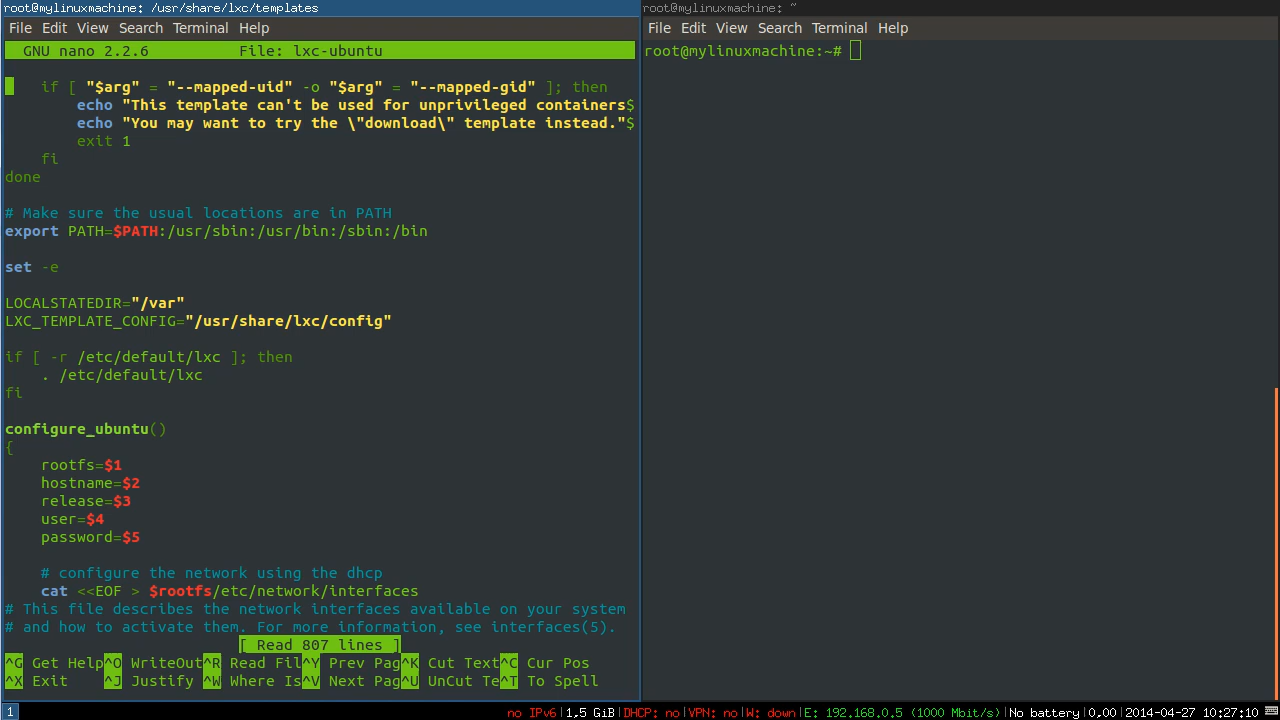 root@mylinuxmachine: /usr/share/lxc/templates
File Edit View Search Terminal Help
GNU nano 2.2.6 File: lxc-ubuntu
if [ "$arg" = "--mapped-uid" -o "$arg" = "--mapped-gid" ]; then
echo "This template can't be used for unprivileged containers$
echo "You may want to try the \"download\" template instead."$
exit 1
fi
done
# Make sure the usual locations are in PATH
export PATH=$PATH:/usr/sbin:/usr/bin:/sbin:/bin
set -e
LOCALSTATEDIR="/var"
LXC_TEMPLATE_CONFIG="/usr/share/lxc/config"
if [ -r /etc/default/lxc ]; then
. /etc/default/lxc
fi
configure_ubuntu()
{
rootfs=$1
hostname=$2
release=$3
user=$4
password=$5
# configure the network using the dhcp
cat <<EOF > $rootfs/etc/network/interfaces
# This file describes the network interfaces available on your system
# and how to activate them. For more information, see interfaces(5).
[ Read 807 lines ]
^G Get Help^O WriteOut^R Read Fil^Y Prev Pag^K Cut Text^C Cur Pos
^X Exit ^J Justify ^W Where Is^V Next Pag^U UnCut Te^T To Spell
root@mylinuxmachine: ~
File Edit View Search Terminal Help
root@mylinuxmachine:~#
1 no IPv6|1,5 GiB|DHCP: no|VPN: no|W: down|E: 192.168.0.5 (1000 Mbit/s)|No battery|0.00|2014-04-27 10:27:10